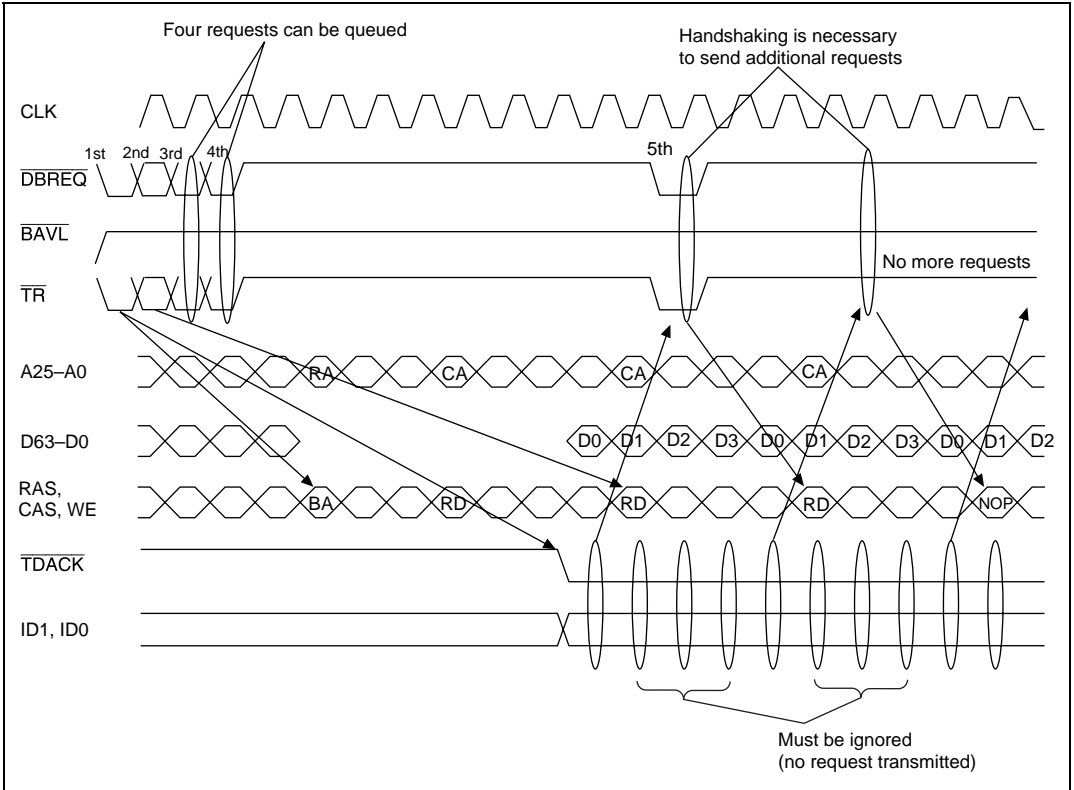 Four requests can be queued
Handshaking is necessary
to send additional requests
CLK
1st 2nd 3rd 4th 5th
DBREQ
BAVL
No more requests
TR
A25–A0 RA CA CA CA
D63–D0 D0 D1 D2 D3 D0 D1 D2 D3 D0 D1 D2
RAS,
CAS, WE BA RD RD RD NOP
TDACK
ID1, ID0
Must be ignored
(no request transmitted)